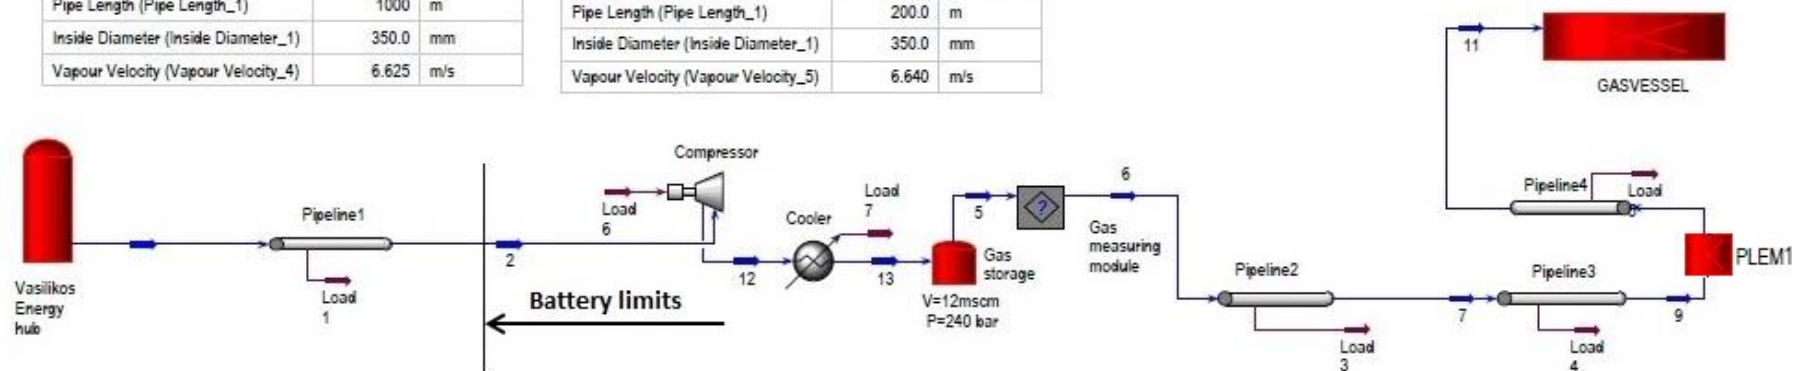 Pipe Length (Pipe Length_1) 1000 m
Inside Diameter (Inside Diameter_1) 350.0 mm
Vapour Velocity (Vapour Velocity_4) 6.625 m/s
Pipe Length (Pipe Length_1) 200.0 m
Inside Diameter (Inside Diameter_1) 350.0 mm
Vapour Velocity (Vapour Velocity_5) 6.640 m/s
11
GASVESSEL
Vasilikos
Energy
hub
Pipeline1
Load
1
2
Battery limits
Compressor
Load
6
12
Cooler
Load
7
13
Gas
storage
V=12mscm
P=240 bar
5
?
6
Gas
measuring
module
Pipeline2
Load
3
7
Pipeline3
Load
4
9
PLEM1
Pipeline4
Load